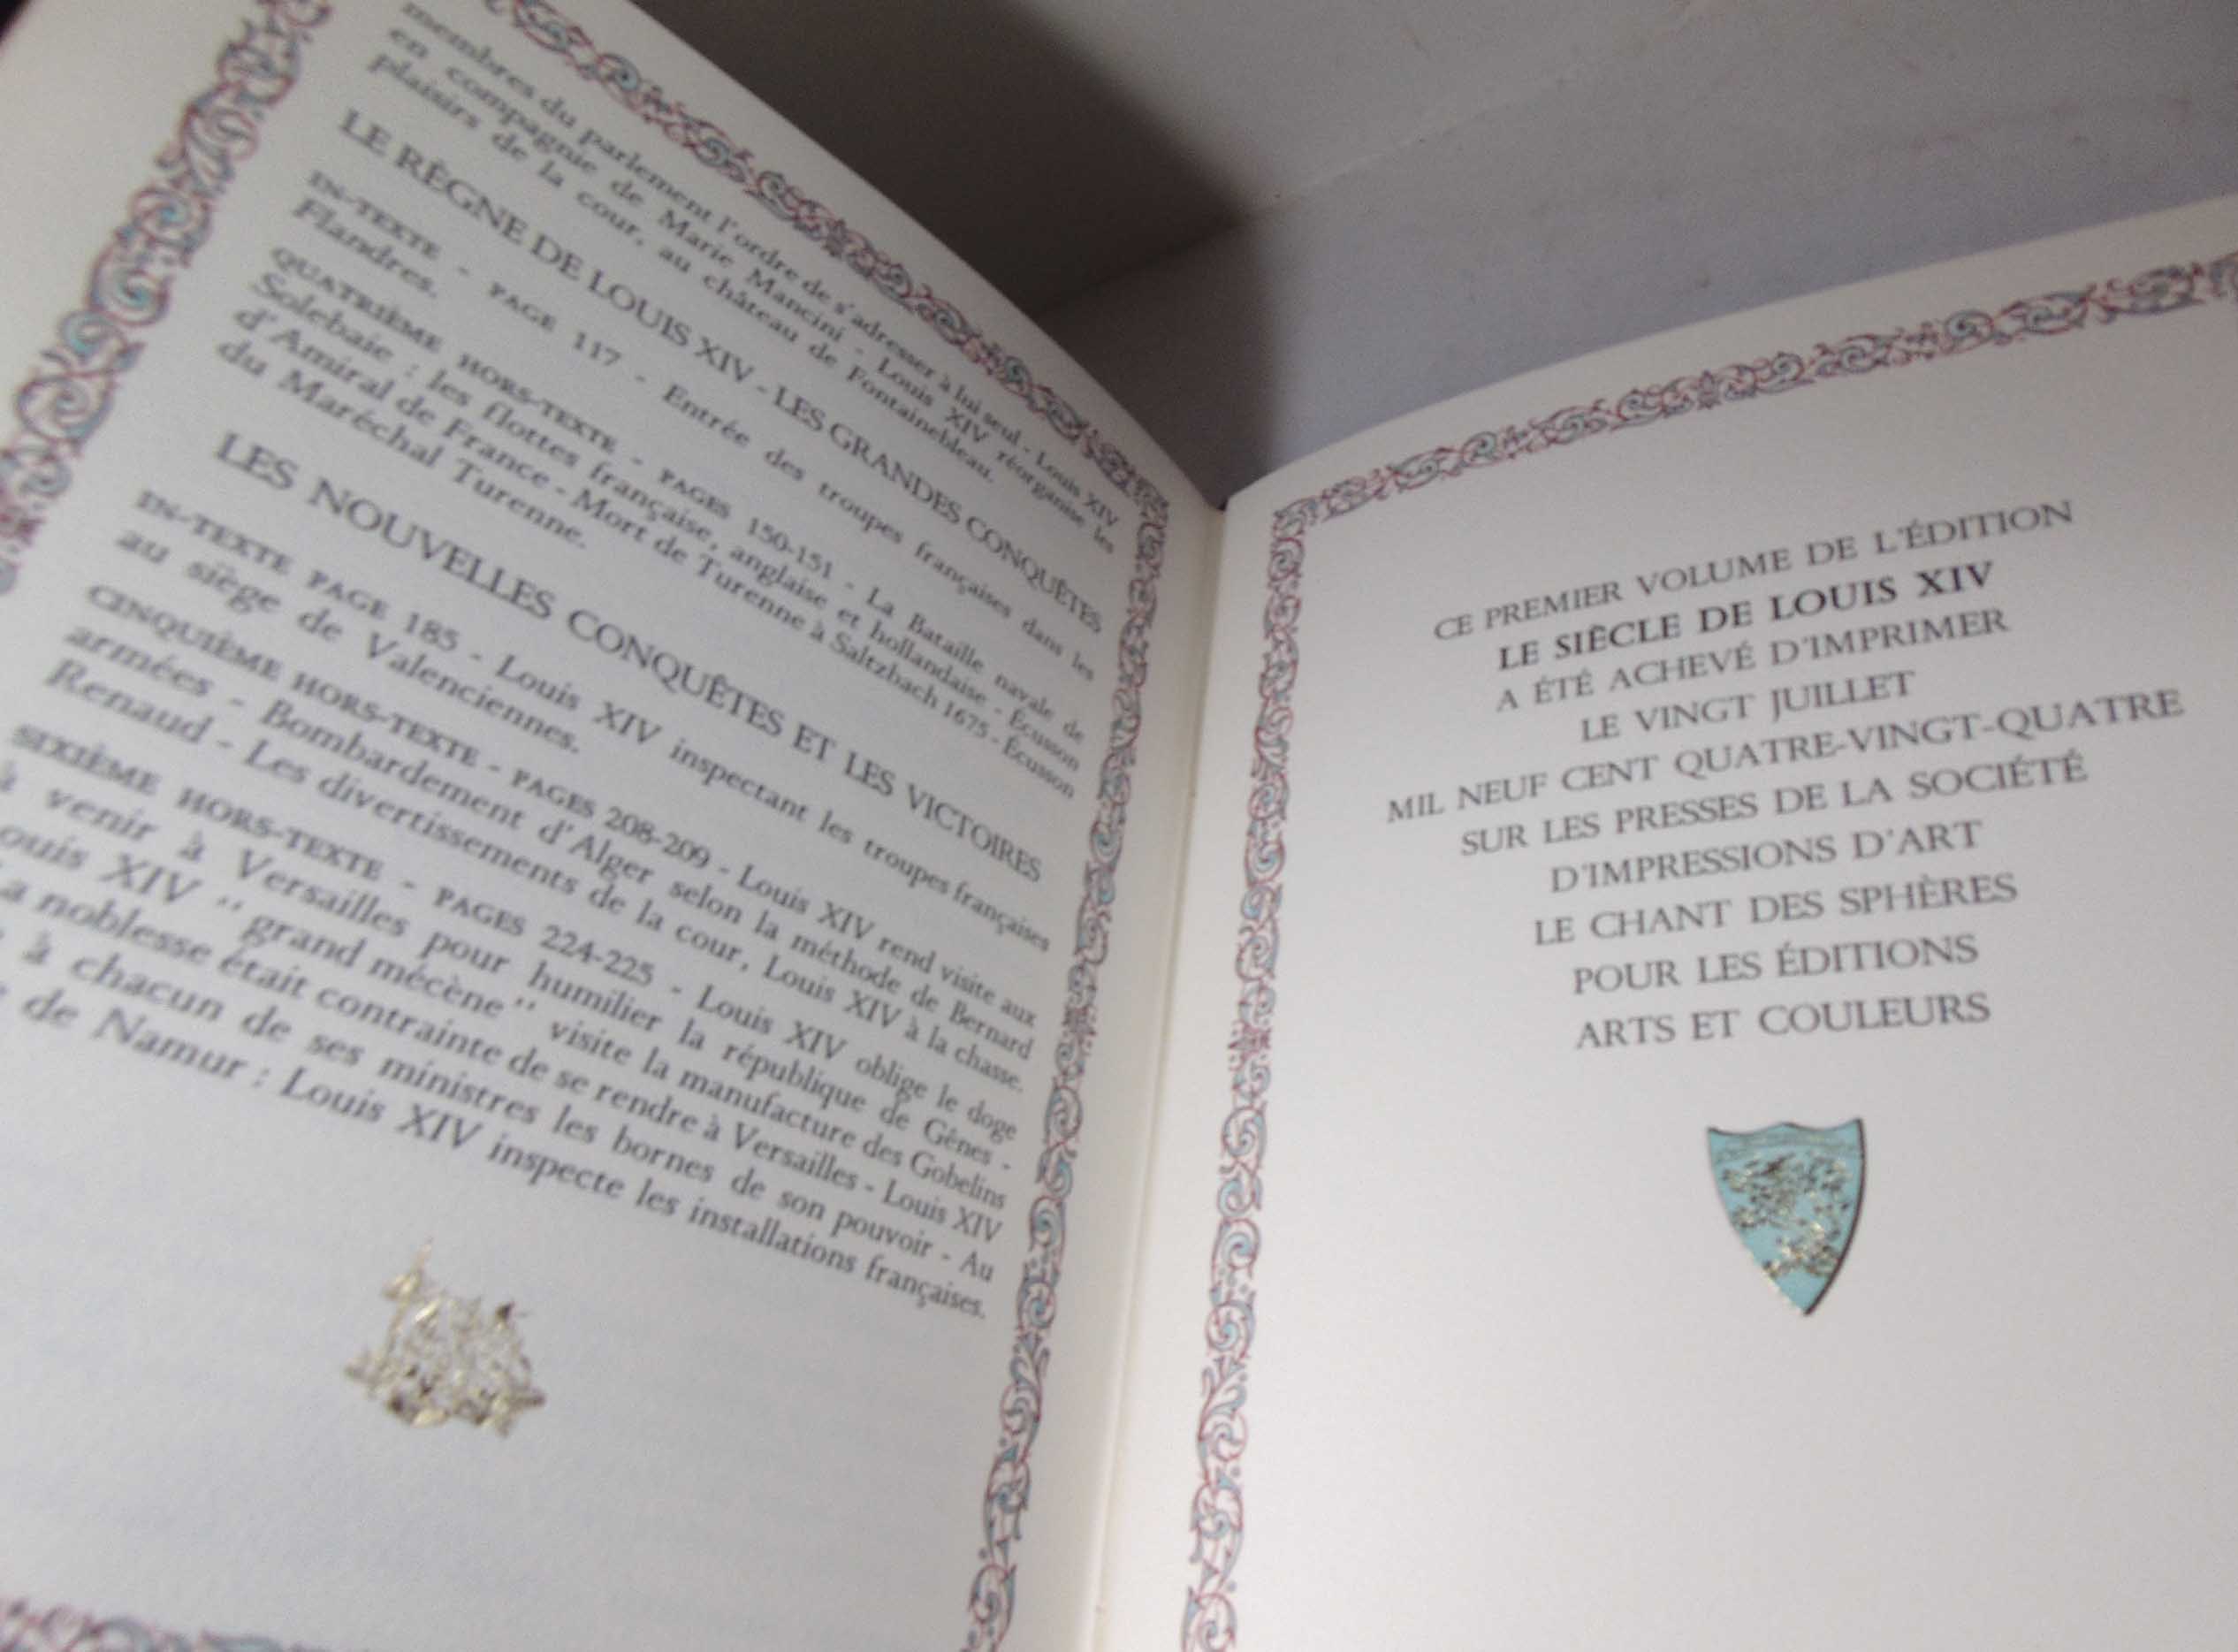 membres du parlement l'ordre de s'adresser à lui seul - Louis XIV
en compagnie de Marie Mancini - Louis XIV réorganise les
plaisirs de la cour, au château de Fontainebleau.
LE RÈGNE DE LOUIS XIV - LES GRANDES CONQUÊTES
IN-TEXTE - PAGE 117 - Entrée des troupes françaises dans les
Flandres.
QUATRIÈME HORS-TEXTE - PAGES 150-151 - La Bataille navale de
Solebaie : les flottes française, anglaise et hollandaise - Écusson
d'Amiral de France - Mort de Turenne à Saltzbach 1675 - Écusson
du Maréchal Turenne.
LES NOUVELLES CONQUÊTES ET LES VICTOIRES
IN-TEXTE PAGE 185 - Louis XIV inspectant les troupes françaises
au siège de Valenciennes.
CINQUIÈME HORS-TEXTE - PAGES 208-209 - Louis XIV rend visite aux
armées - Bombardement d'Alger selon la méthode de Bernard
Renaud - Les divertissements de la cour, Louis XIV à la chasse.
SIXIÈME HORS-TEXTE - PAGES 224-225 - Louis XIV oblige le doge
à venir à Versailles pour humilier la république de Gênes -
ouis XIV "grand mécène" visite la manufacture des Gobelins
a noblesse était contrainte de se rendre à Versailles - Louis XIV
à chacun de ses ministres les bornes de son pouvoir - Au
de Namur : Louis XIV inspecte les installations françaises.
CE PREMIER VOLUME DE L'ÉDITION
LE SIÈCLE DE LOUIS XIV
A ÉTÉ ACHEVÉ D'IMPRIMER
LE VINGT JUILLET
MIL NEUF CENT QUATRE-VINGT-QUATRE
SUR LES PRESSES DE LA SOCIÉTÉ
D'IMPRESSIONS D'ART
LE CHANT DES SPHÈRES
POUR LES ÉDITIONS
ARTS ET COULEURS